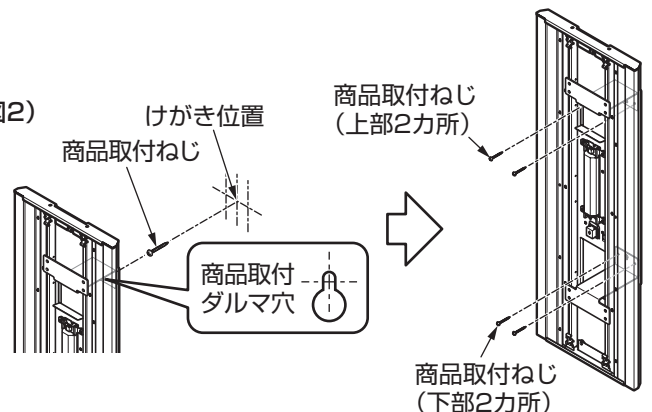 図2）
けがき位置
商品取付ねじ
商品取付
ダルマ穴
商品取付ねじ
（上部2カ所）
商品取付ねじ
（下部2カ所）